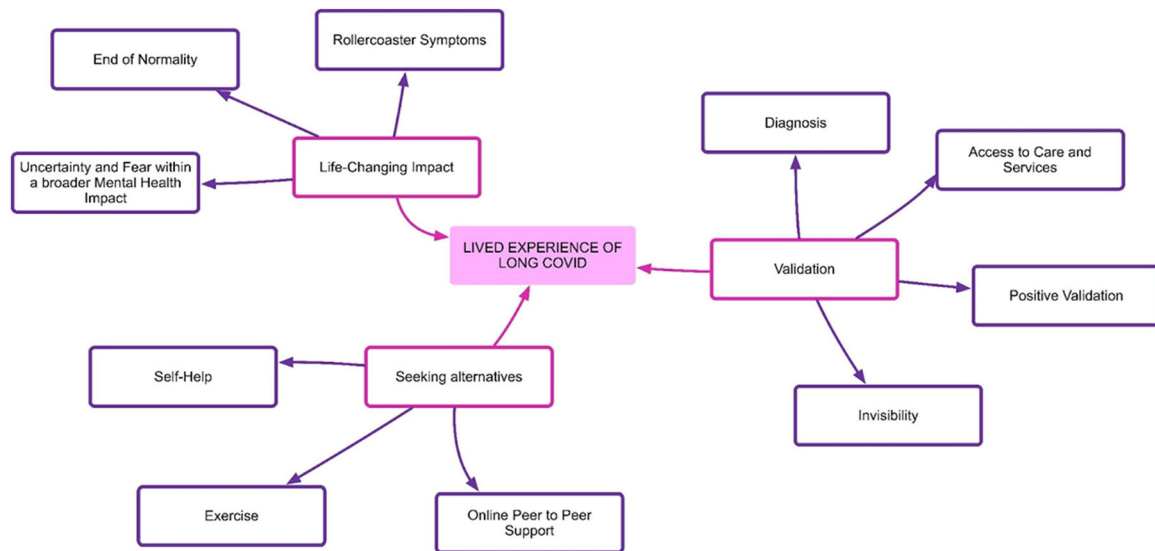 Rollercoaster Symptoms
End of Normality
Life-Changing Impact
Uncertainty and Fear within
a broader Mental Health
Impact
LIVED EXPERIENCE OF
LONG COVID
Diagnosis
Access to Care and
Services
Validation
Positive Validation
Invisibility
Self-Help
Seeking alternatives
Exercise
Online Peer to Peer
Support